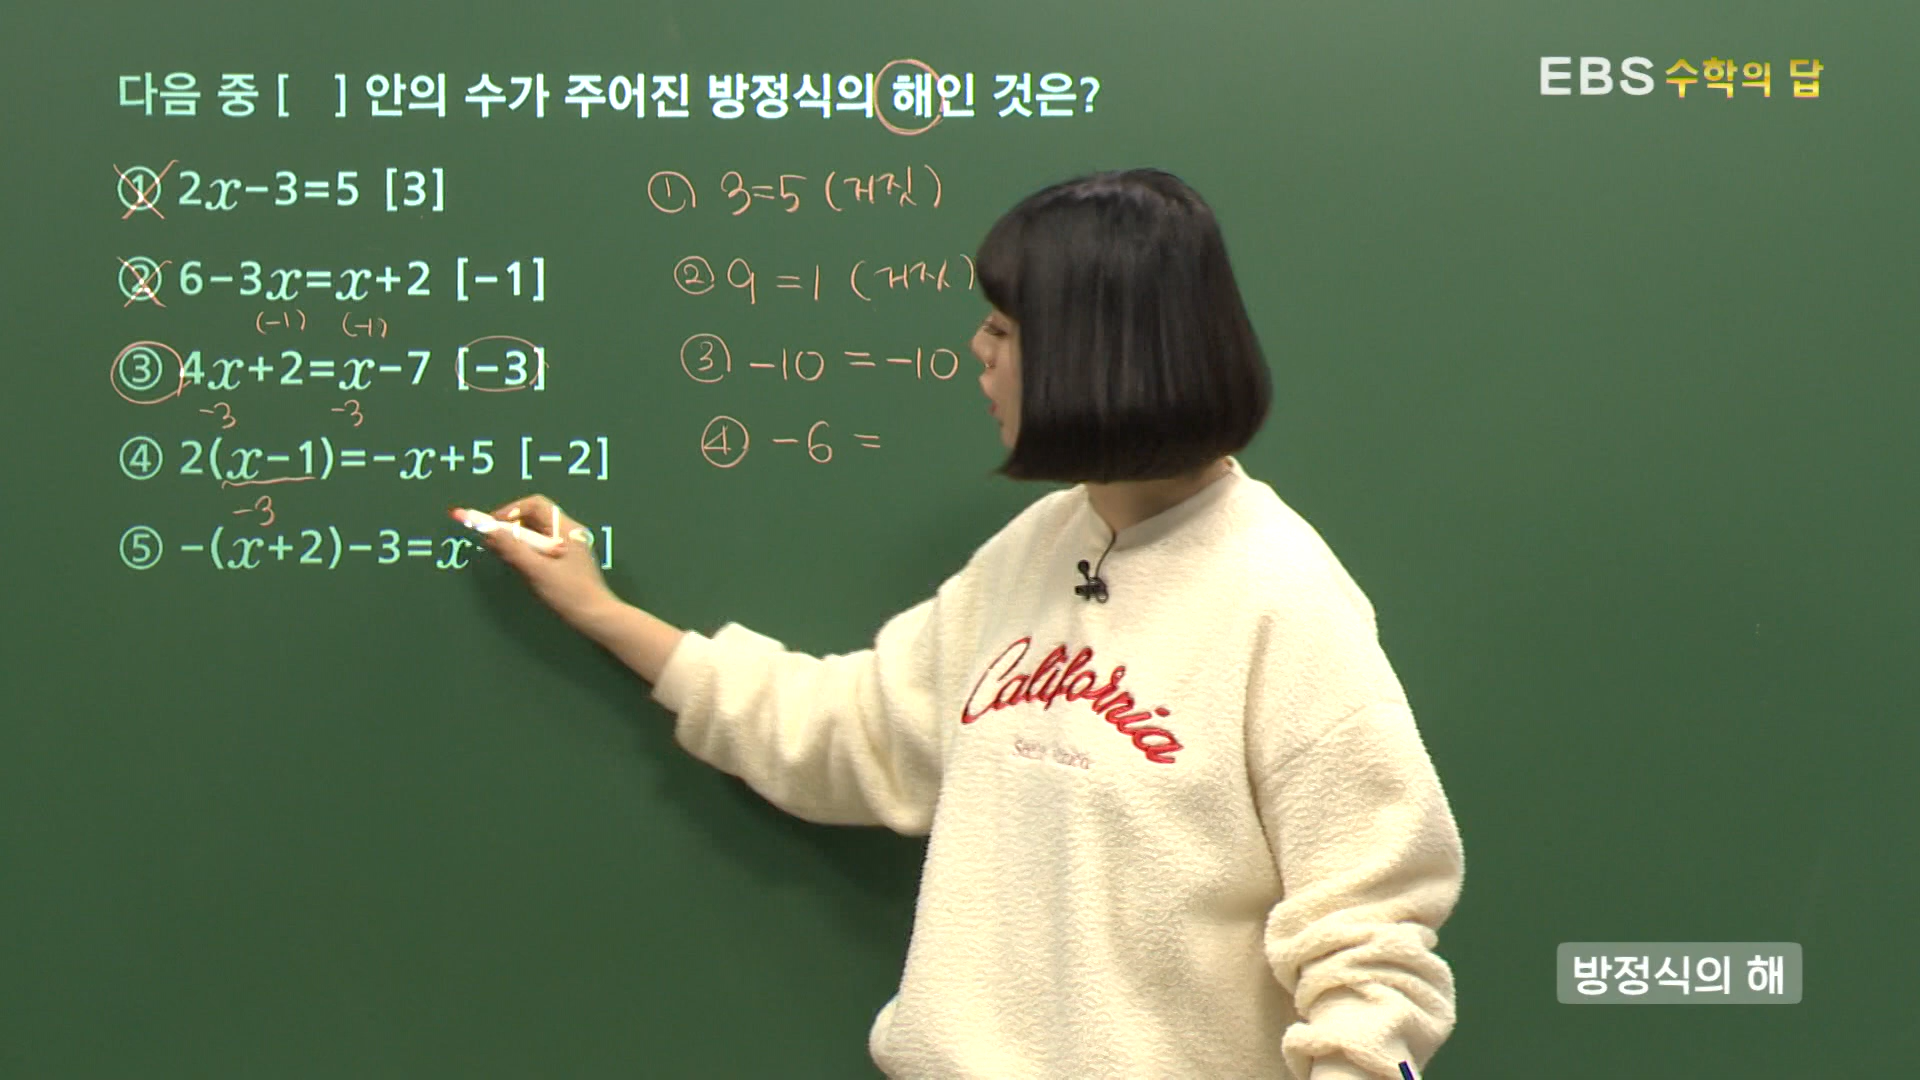 다음 중 [ ] 안의 수가 주어진 방정식의 해인 것은?
EBS 수학의 답
① 2x-3=5 [3]
① 3=5 (거짓)
② 6-3x=x+2 [-1]
② 9=1 (거짓)
(-1) (-1)
③ 4x+2=x-7 [-3]
③ -10=-10
-3 -3
④ 2(x-1)=-x+5 [-2]
④ -6=
-3
⑤ -(x+2)-3=x
]
California
방정식의 해